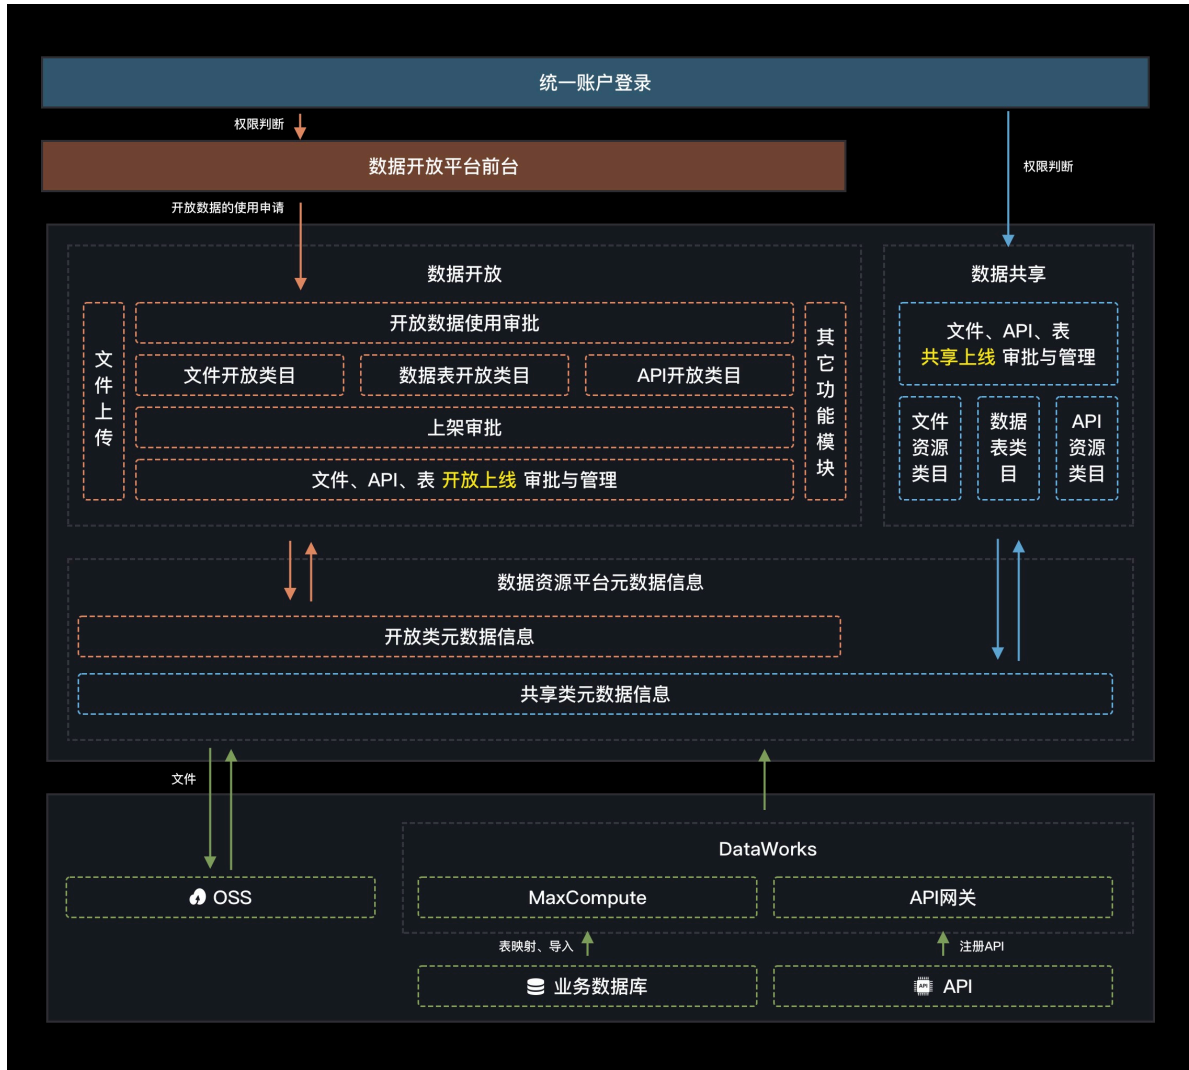 统一账户登录
权限判断
数据开放平台前台
权限判断
开放数据的使用申请
数据开放
数据共享
文件上传
开放数据使用审批
文件开放类目
数据表开放类目
API开放类目
上架审批
文件、API、表 开放上线 审批与管理
其它功能模块
文件、API、表
共享上线 审批与管理
文件
资源
类目
数据
表类
目
API
资源
类目
数据资源平台元数据信息
开放类元数据信息
共享类元数据信息
文件
DataWorks
OSS
MaxCompute
API网关
表映射、导入
注册API
业务数据库
API
API